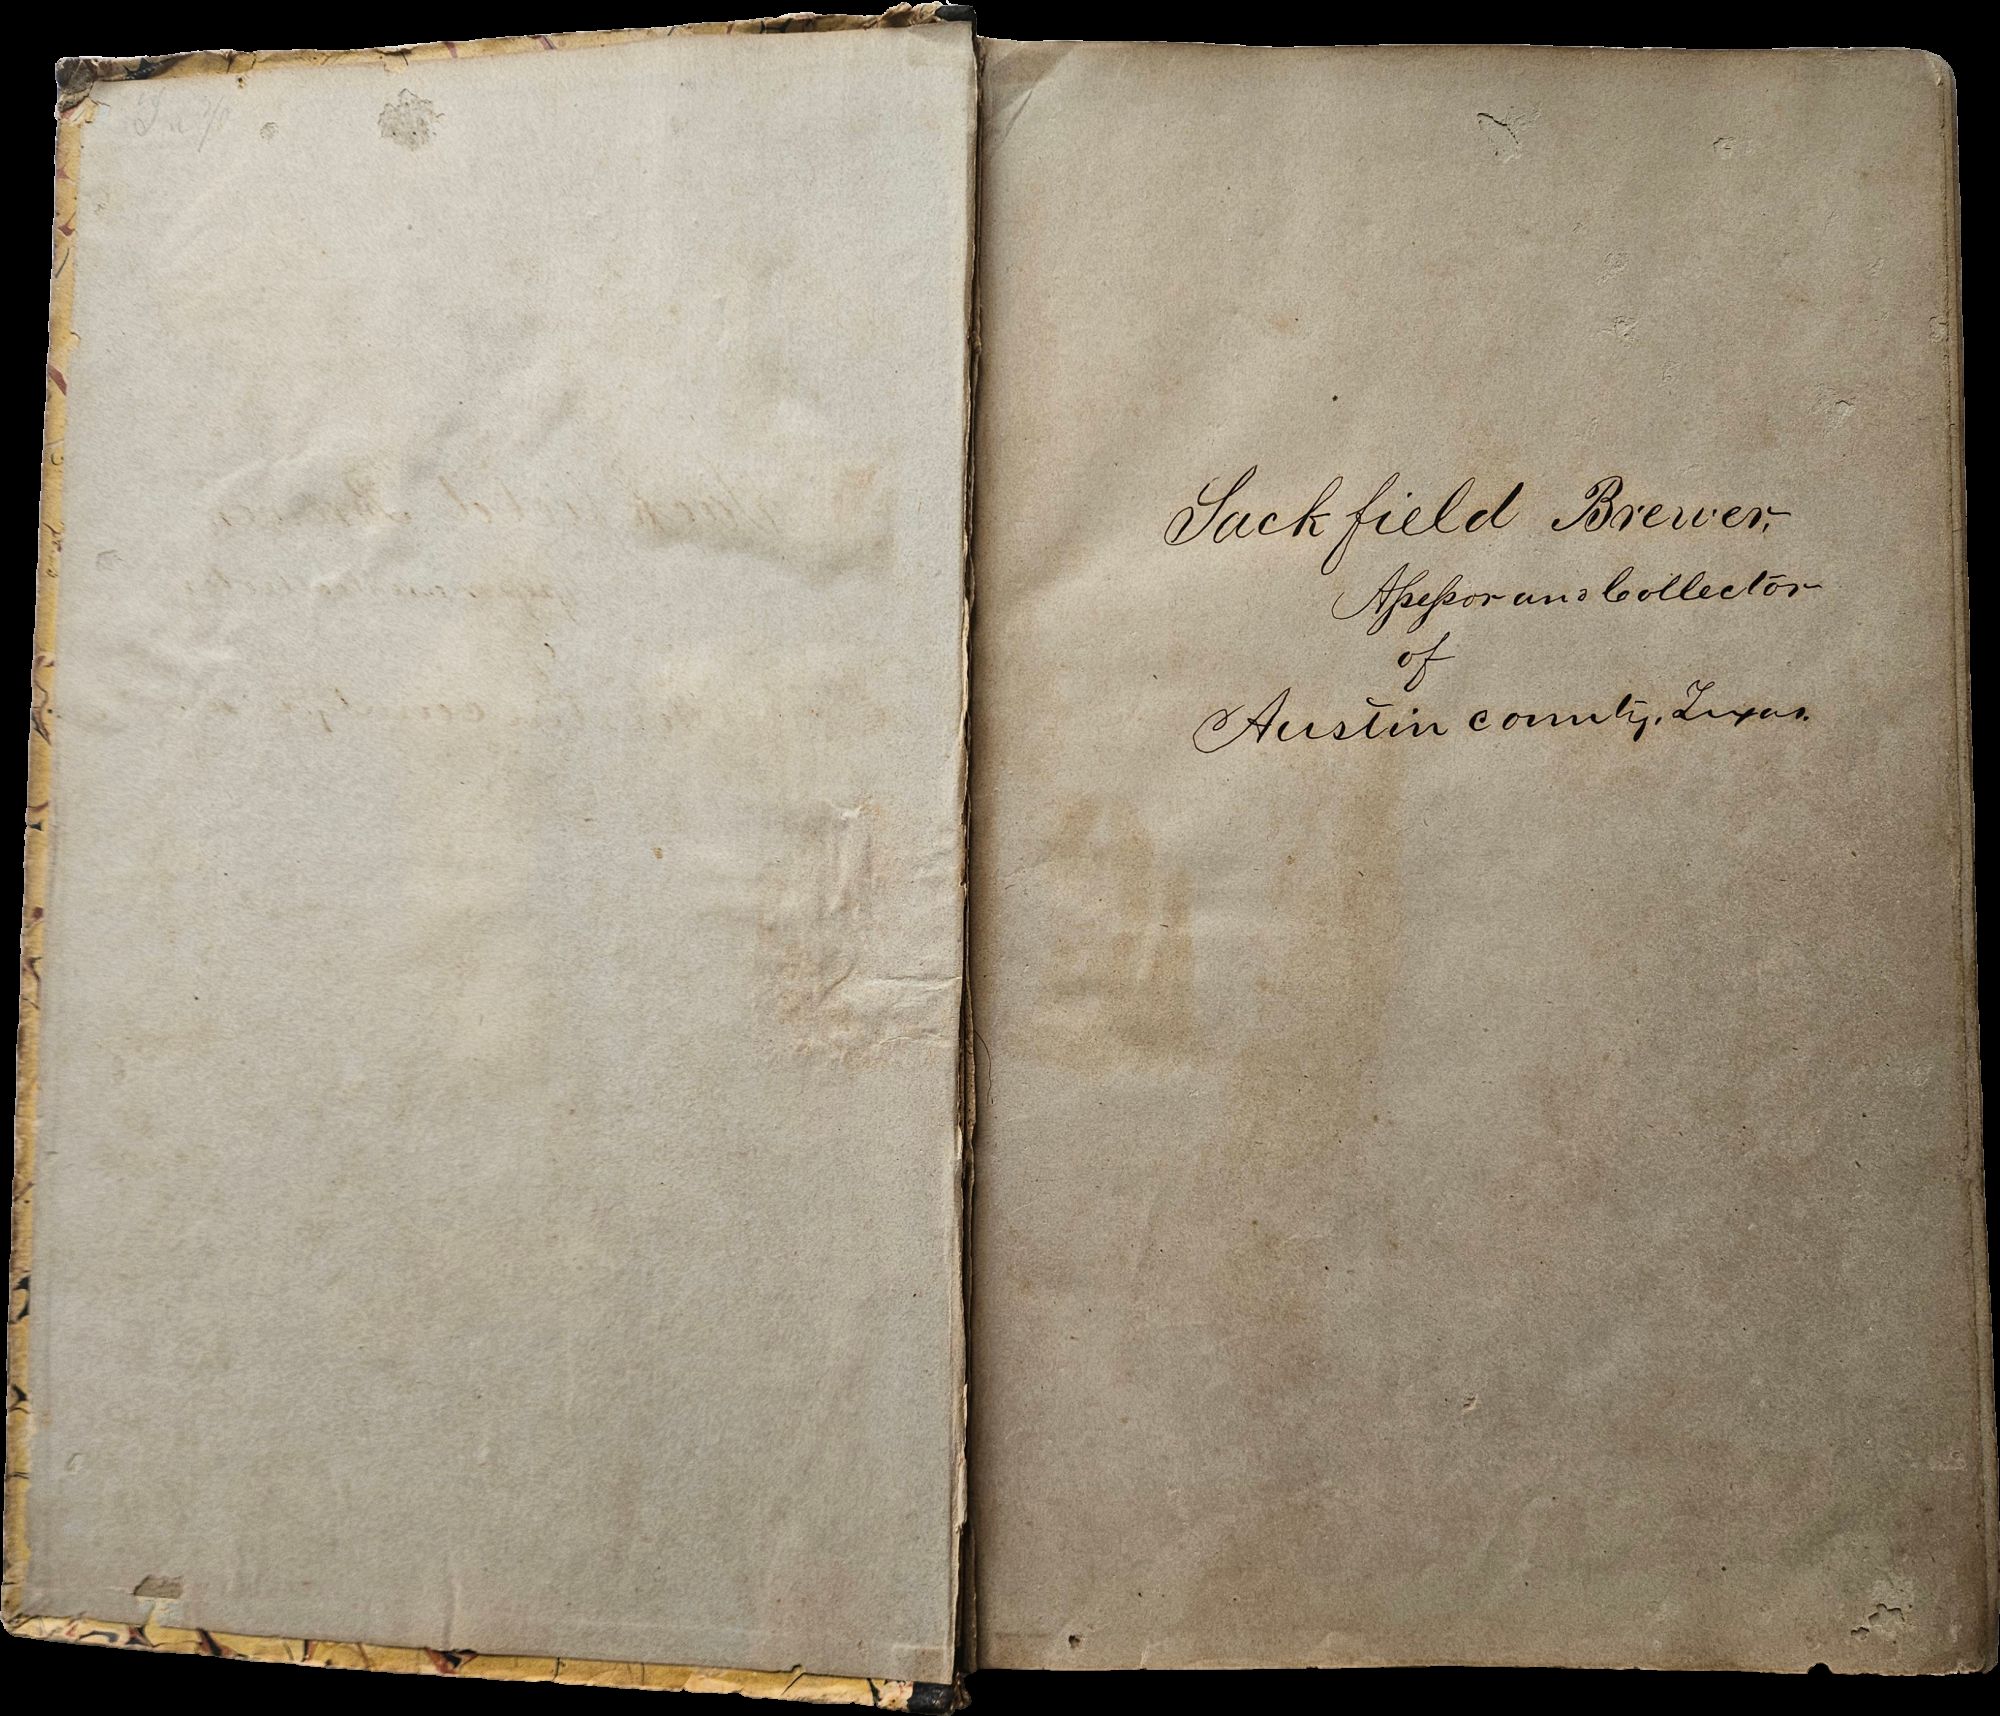 Sackfield Brewer,
Assessor and Collector
of
Austin county, Texas.